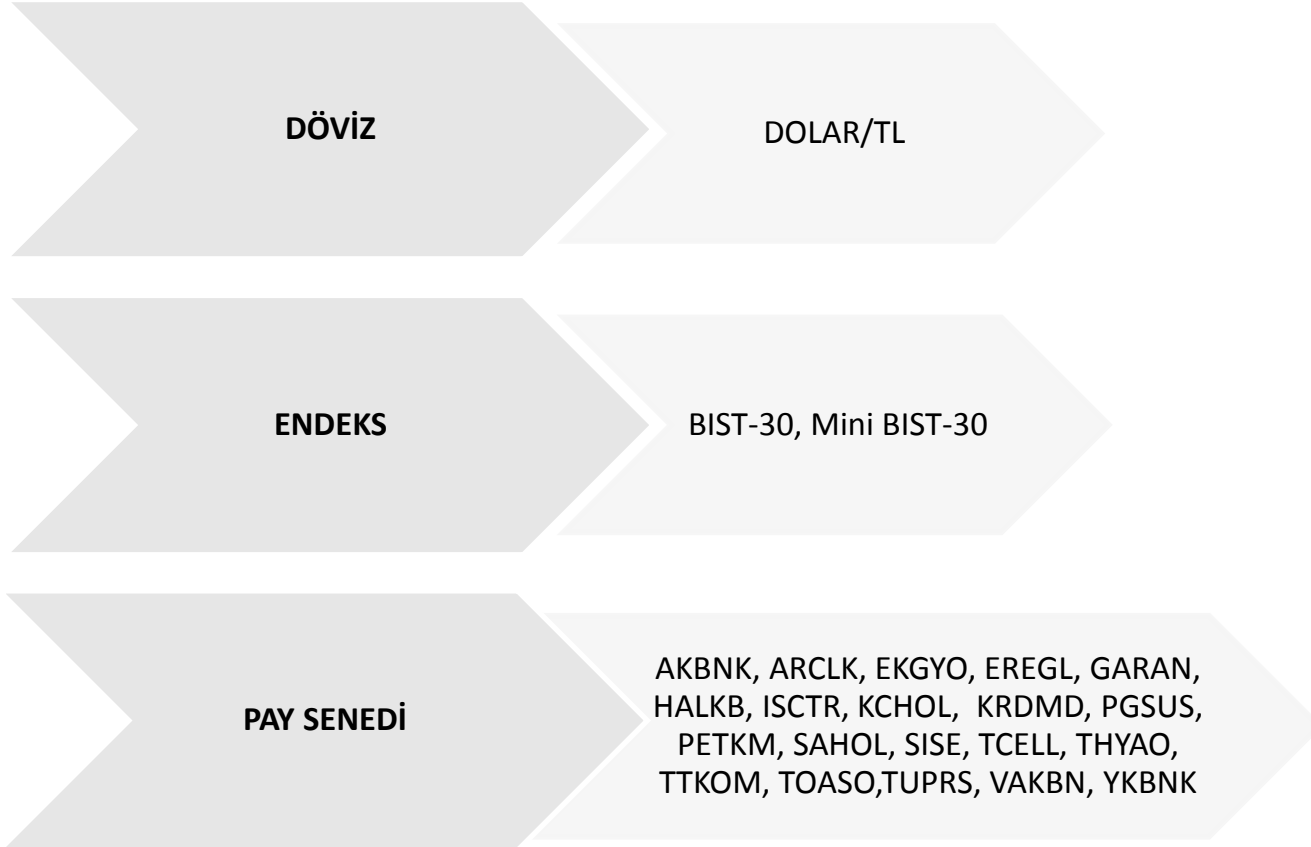 DÖVİZ
DOLAR/TL
ENDEKS
BIST-30, Mini BIST-30
PAY SENEDİ
AKBNK, ARCLK, EKGYO, EREGL, GARAN,
HALKB, ISCTR, KCHOL, KRDMD, PGSUS,
PETKM, SAHOL, SISE, TCELL, THYAO,
TTKOM, TOASO,TUPRS, VAKBN, YKBNK